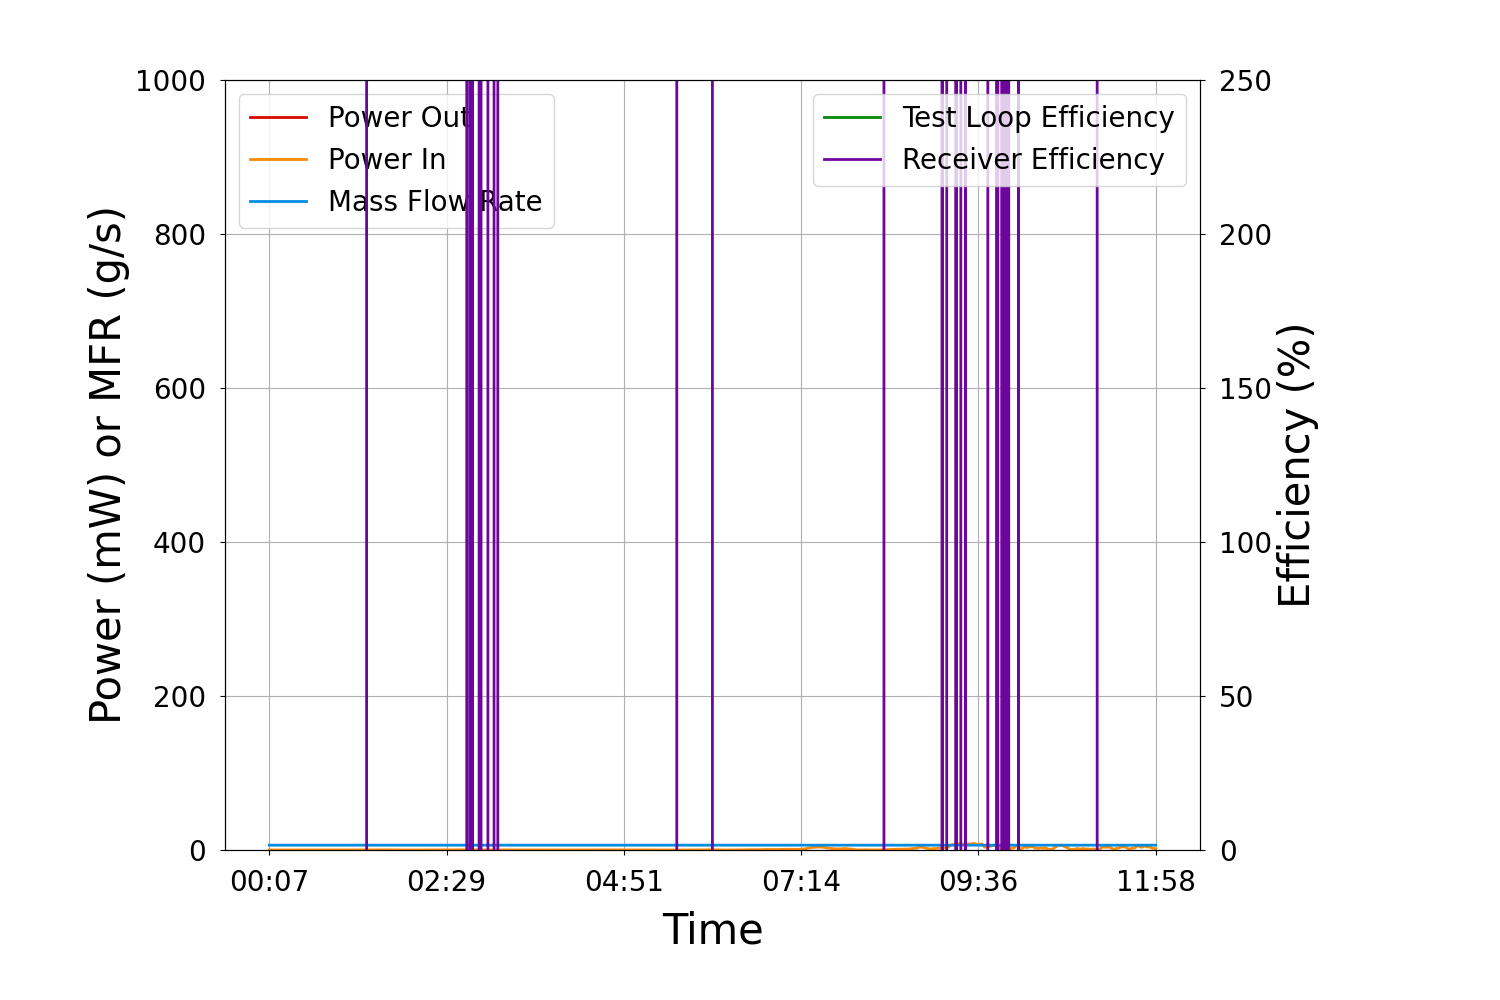 1000
800
600
400
200
0
Power (mW) or MFR (g/s)
Power Out
Power In
Mass Flow Rate
Test Loop Efficiency
Receiver Efficiency
250
200
150
100
50
0
Efficiency (%)
00:07 02:29 04:51 07:14 09:36 11:58
Time